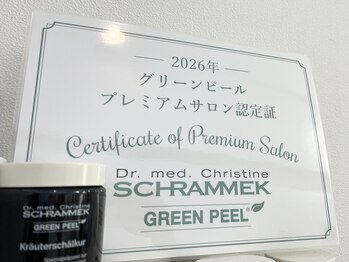 2026年
グリーンピール
プレミアムサロン認定証
Certificate of Premium Salon
Dr. med. Christine
SCHRAMMEK
GREEN PEEL®
Dr. med. Christine
SCHRAMMEK
GREEN PEEL
Kräuterschälkur